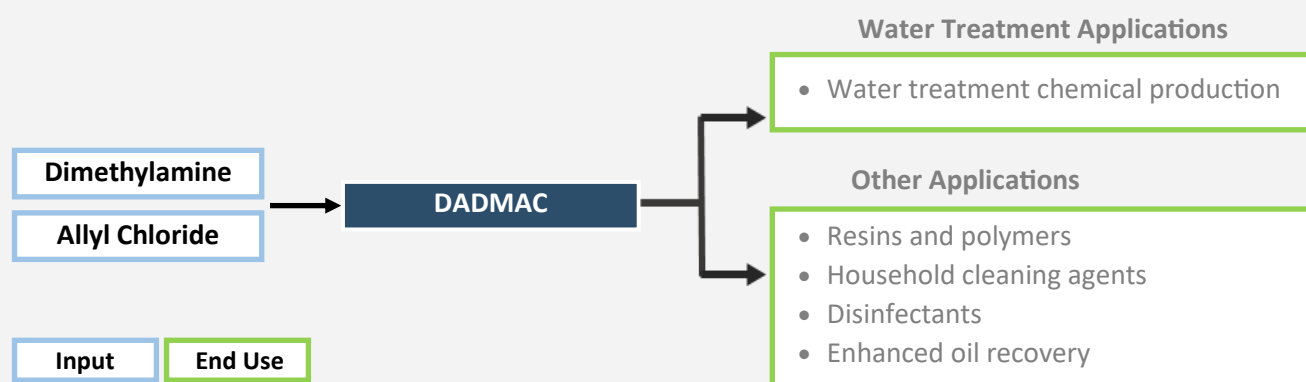 Water Treatment Applications
• Water treatment chemical production
Dimethylamine
Allyl Chloride
DADMAC
Other Applications
• Resins and polymers
• Household cleaning agents
• Disinfectants
• Enhanced oil recovery
Input
End Use